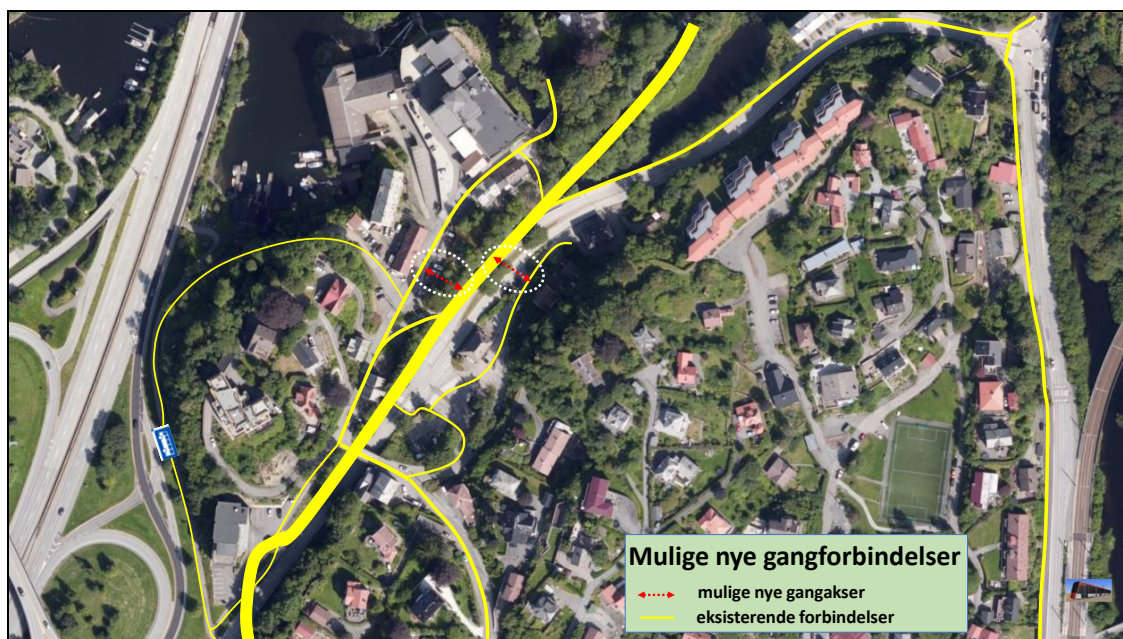 Mulige nye gangforbindelser
mulige nye gangakser
eksisterende forbindelser